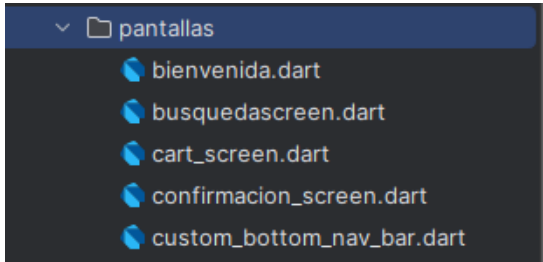 pantallas
bienvenida.dart
busquedascreen.dart
cart_screen.dart
confirmacion_screen.dart
custom_bottom_nav_bar.dart